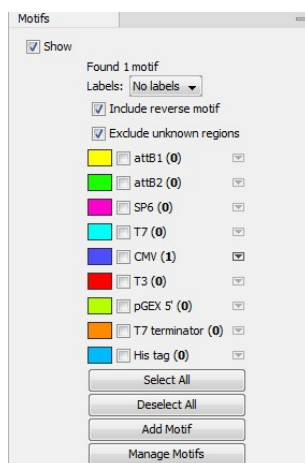 Motifs
Show
Found 1 motif
Labels: No labels
Include reverse motif
Exclude unknown regions
attB1 (0)
attB2 (0)
SP6 (0)
T7 (0)
CMV (1)
T3 (0)
pGEX 5' (0)
T7 terminator (0)
His tag (0)
Select All
Deselect All
Add Motif
Manage Motifs